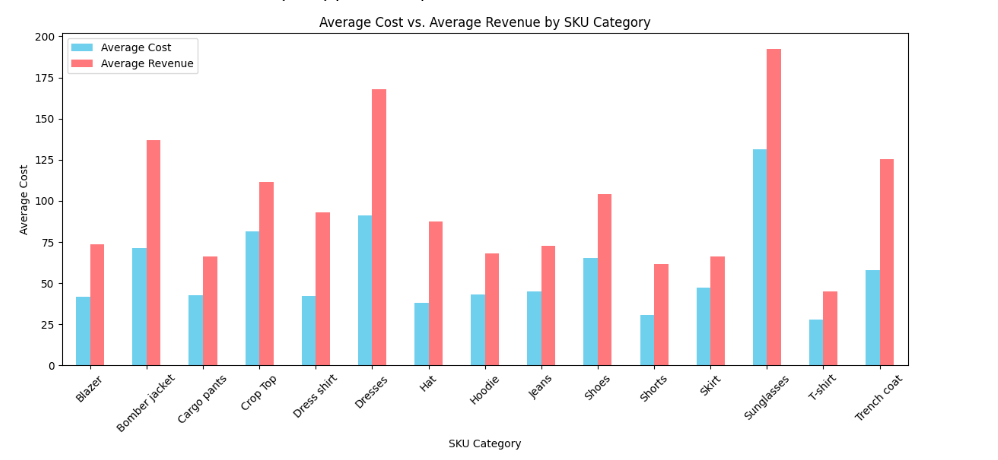 Average Cost vs. Average Revenue by SKU Category
Average Cost
Average Revenue
Average Cost
200
175
150
125
100
75
50
25
0
Blazer
Bomber jacket
Cargo pants
Crop Top
Dress shirt
Dresses
Hat
Hoodie
Jeans
Shoes
Shorts
Skirt
Sunglasses
T-shirt
Trench coat
SKU Category